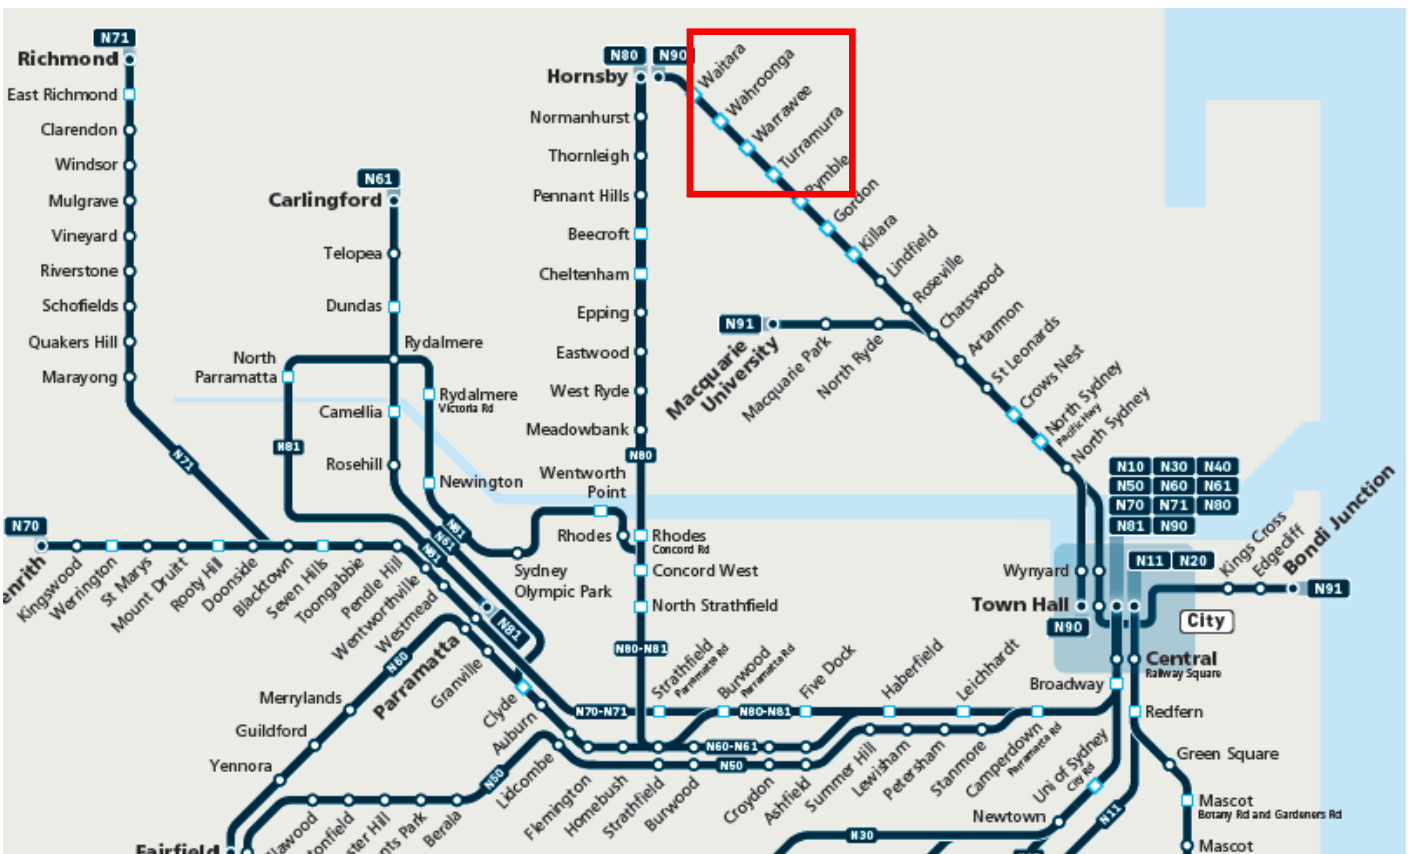 N71
Richmond
East Richmond
Clarendon
Windsor
Mulgrave
Vineyard
Riverstone
Schofields
Quakers Hill
Marayong
N71
N61
Carlingford
Telopea
Dundas
Rydalmere
North
Parramatta
Rydalmere
Victoria Rd
Camellia
N81
Rosehill
Newington
N80
N90
Hornsby
Normanhurst
Thornleigh
Pennant Hills
Beecroft
Cheltenham
Epping
Eastwood
West Ryde
Meadowbank
N80
Wentworth
Point
Rhodes
Rhodes
Concord Rd
Concord West
North Strathfield
N80-N81
Sydney
Olympic Park
Waitara
Wahroonga
Warrawee
Turramurra
Pymble
Gordon
Killara
Lindfield
Roseville
Chatswood
Artarmon
St Leonards
Crows Nest
North Sydney
Pacific Hwy
North Sydney
N91
Macquarie
University
Macquarie Park
North Ryde
N10 N30 N40
N50 N60 N61
N70 N71 N80
N81 N90
N11 N20
Wynyard
Town Hall
N90
City
Kings Cross
Edgecliff
Bondi Junction
N91
Central
Railway Square
Broadway
Redfern
Green Square
Mascot
Botany Rd and Gardeners Rd
Mascot
N70
enrith
Kingswood
Werrington
St Marys
Mount Druitt
Rooty Hill
Doonside
Blacktown
Seven Hills
Toongabbie
Pendle Hill
Wentworthville
Westmead
Parramatta
N81
N61
N61
N81
N60
Granville
Clyde
Auburn
Lidcombe
Flemington
Homebush
Strathfield
Burwood
Croydon
Ashfield
Summer Hill
Lewisham
Petersham
Stanmore
Camperdown
Parramatta Rd
Uni of Sydney
City Rd
Newtown
N70-N71
Strathfield
Parramatta Rd
Burwood
Parramatta Rd
N80-N81
Five Dock
Haberfield
Leichhardt
N60-N61
N50
N50
N30
N11
Merrylands
Guildford
Yennora
Fairfield
Berala